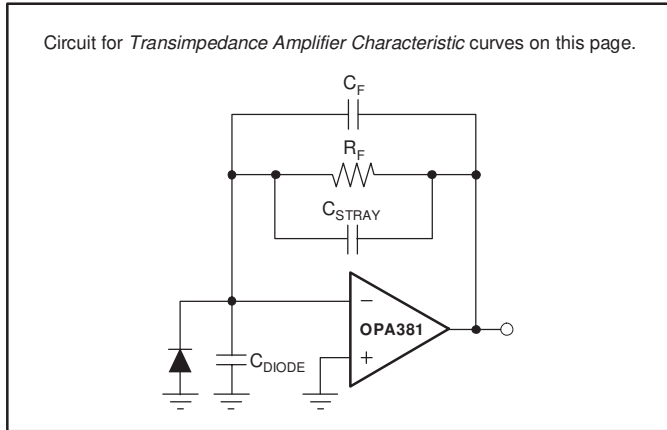 Circuit for Transimpedance Amplifier Characteristic curves on this page.
CF
RF
CSTRAY
−
OPA381
+
CDIODE